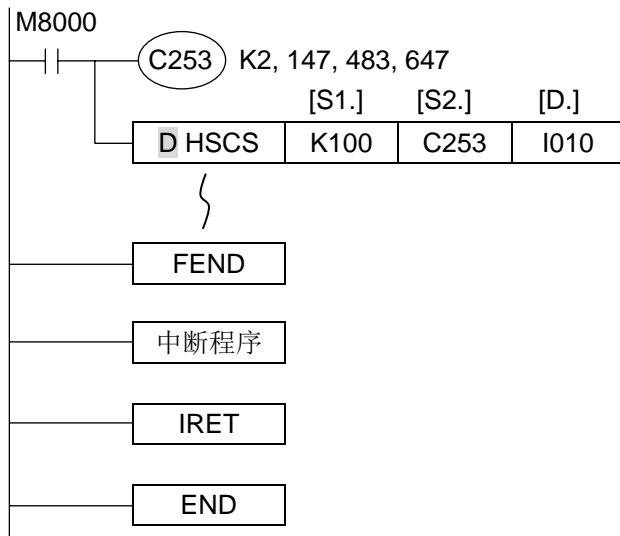 M8000
C253 K2, 147, 483, 647
[S1.] [S2.] [D.]
D HSCS K100 C253 I010
FEND
中断程序
IRET
END